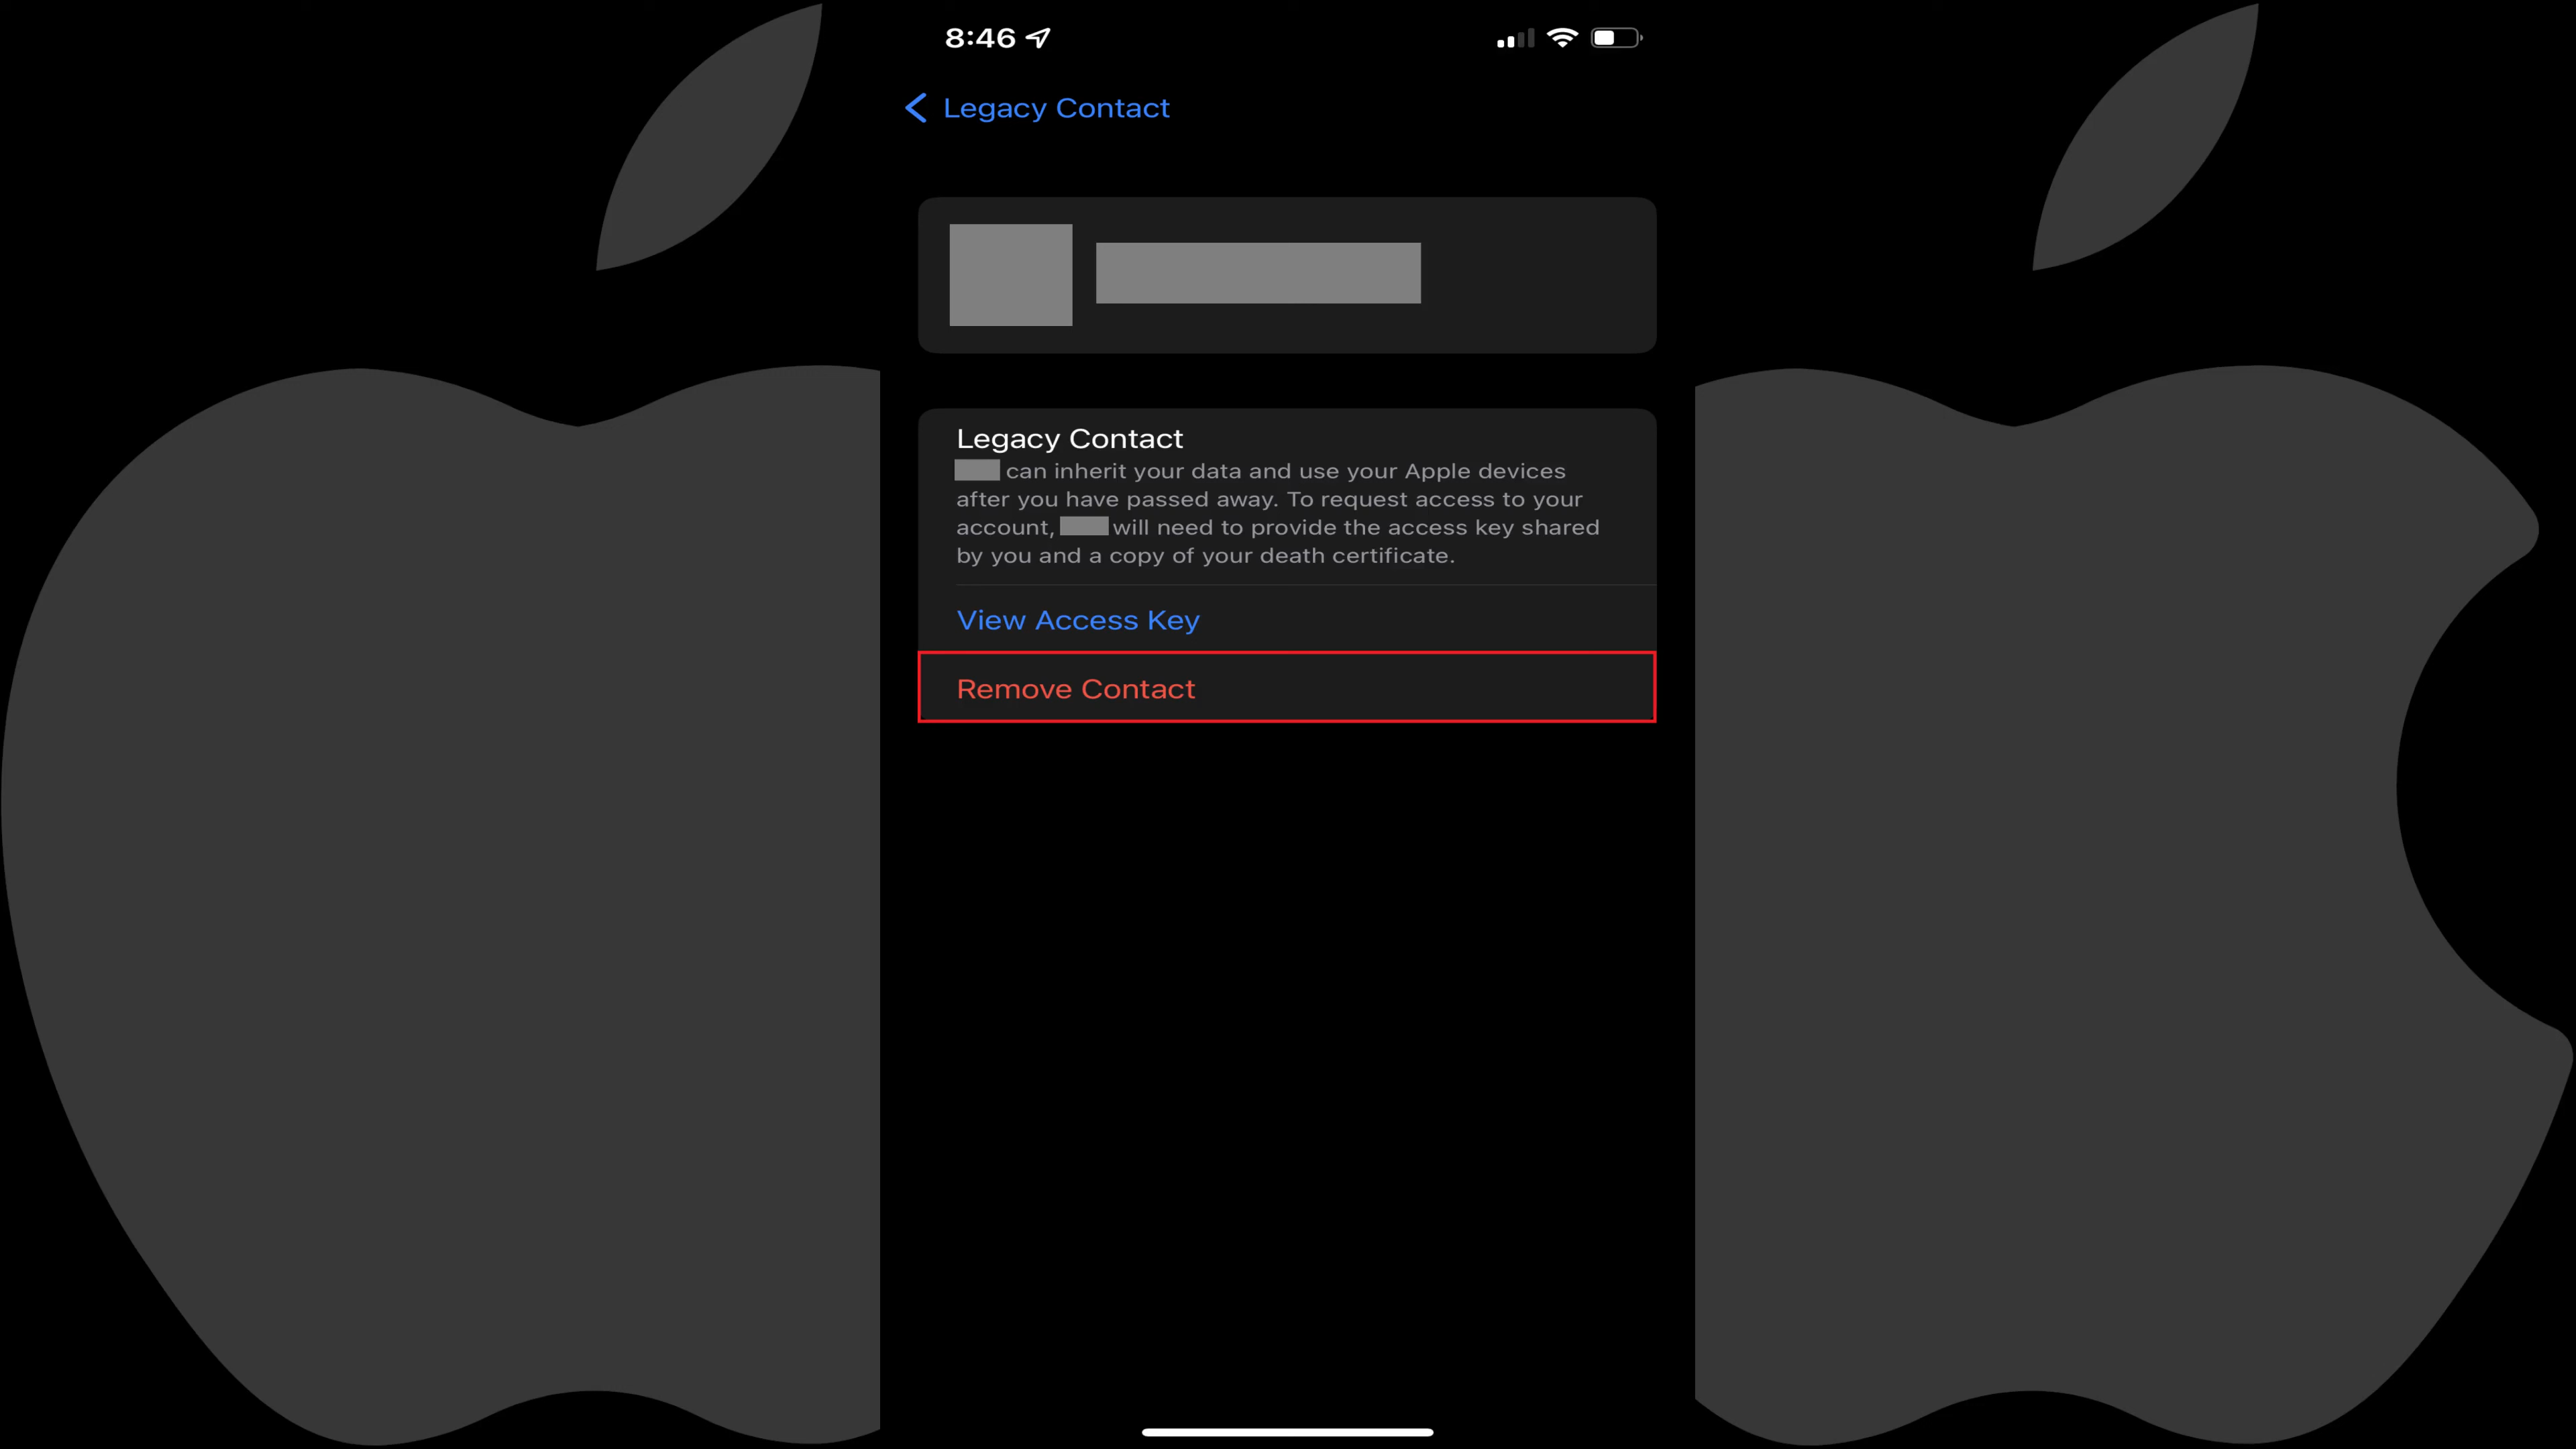 8:46
Legacy Contact
Legacy Contact
can inherit your data and use your Apple devices
after you have passed away. To request access to your
account, will need to provide the access key shared
by you and a copy of your death certificate.
View Access Key
Remove Contact